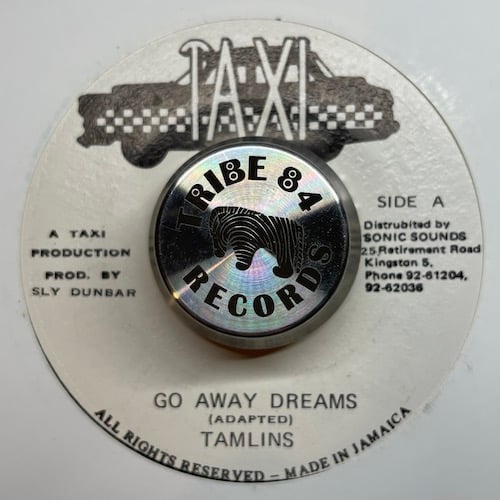 TAXI
TRIBE 84
RECORDS
A TAXI
PRODUCTION
PROD. BY
SLY DUNBAR
SIDE A
Distrubited by
SONIC SOUNDS
25,Retirement Road
Kingston 5,
Phone 92-61204,
92-62036
GO AWAY DREAMS
(ADAPTED)
TAMLINS
ALL RIGHTS RESERVED – MADE IN JAMAICA